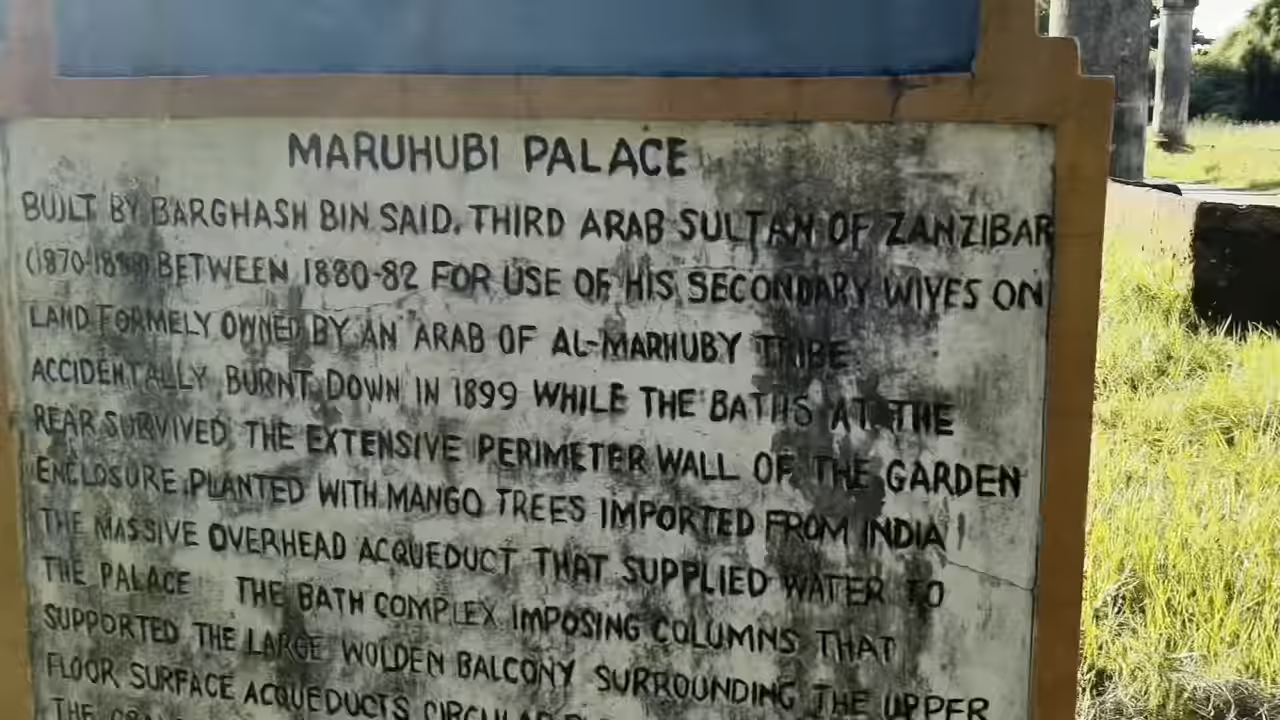 MARUHUBI PALACE
BUILT BY BARGHASH BIN SAID. THIRD ARAB SULTAN OF ZANZIBAR
(1870-1888) BETWEEN 1880-82 FOR USE OF HIS SECONDARY WIVES ON
LAND FORMELY OWNED BY AN ARAB OF AL-MARHUBY TRIBE
ACCIDENTALLY BURNT DOWN IN 1899 WHILE THE BATHS AT THE
REAR SURVIVED THE EXTENSIVE PERIMETER WALL OF THE GARDEN
ENCLOSURE PLANTED WITH MANGO TREES IMPORTED FROM INDIA
THE MASSIVE OVERHEAD ACQUEDUCT THAT SUPPLIED WATER TO
THE PALACE THE BATH COMPLEX IMPOSING COLUMNS THAT
SUPPORTED THE LARGE WOLDEN BALCONY SURROUNDING THE UPPER
FLOOR SURFACE ACQUEDUCTS
THE